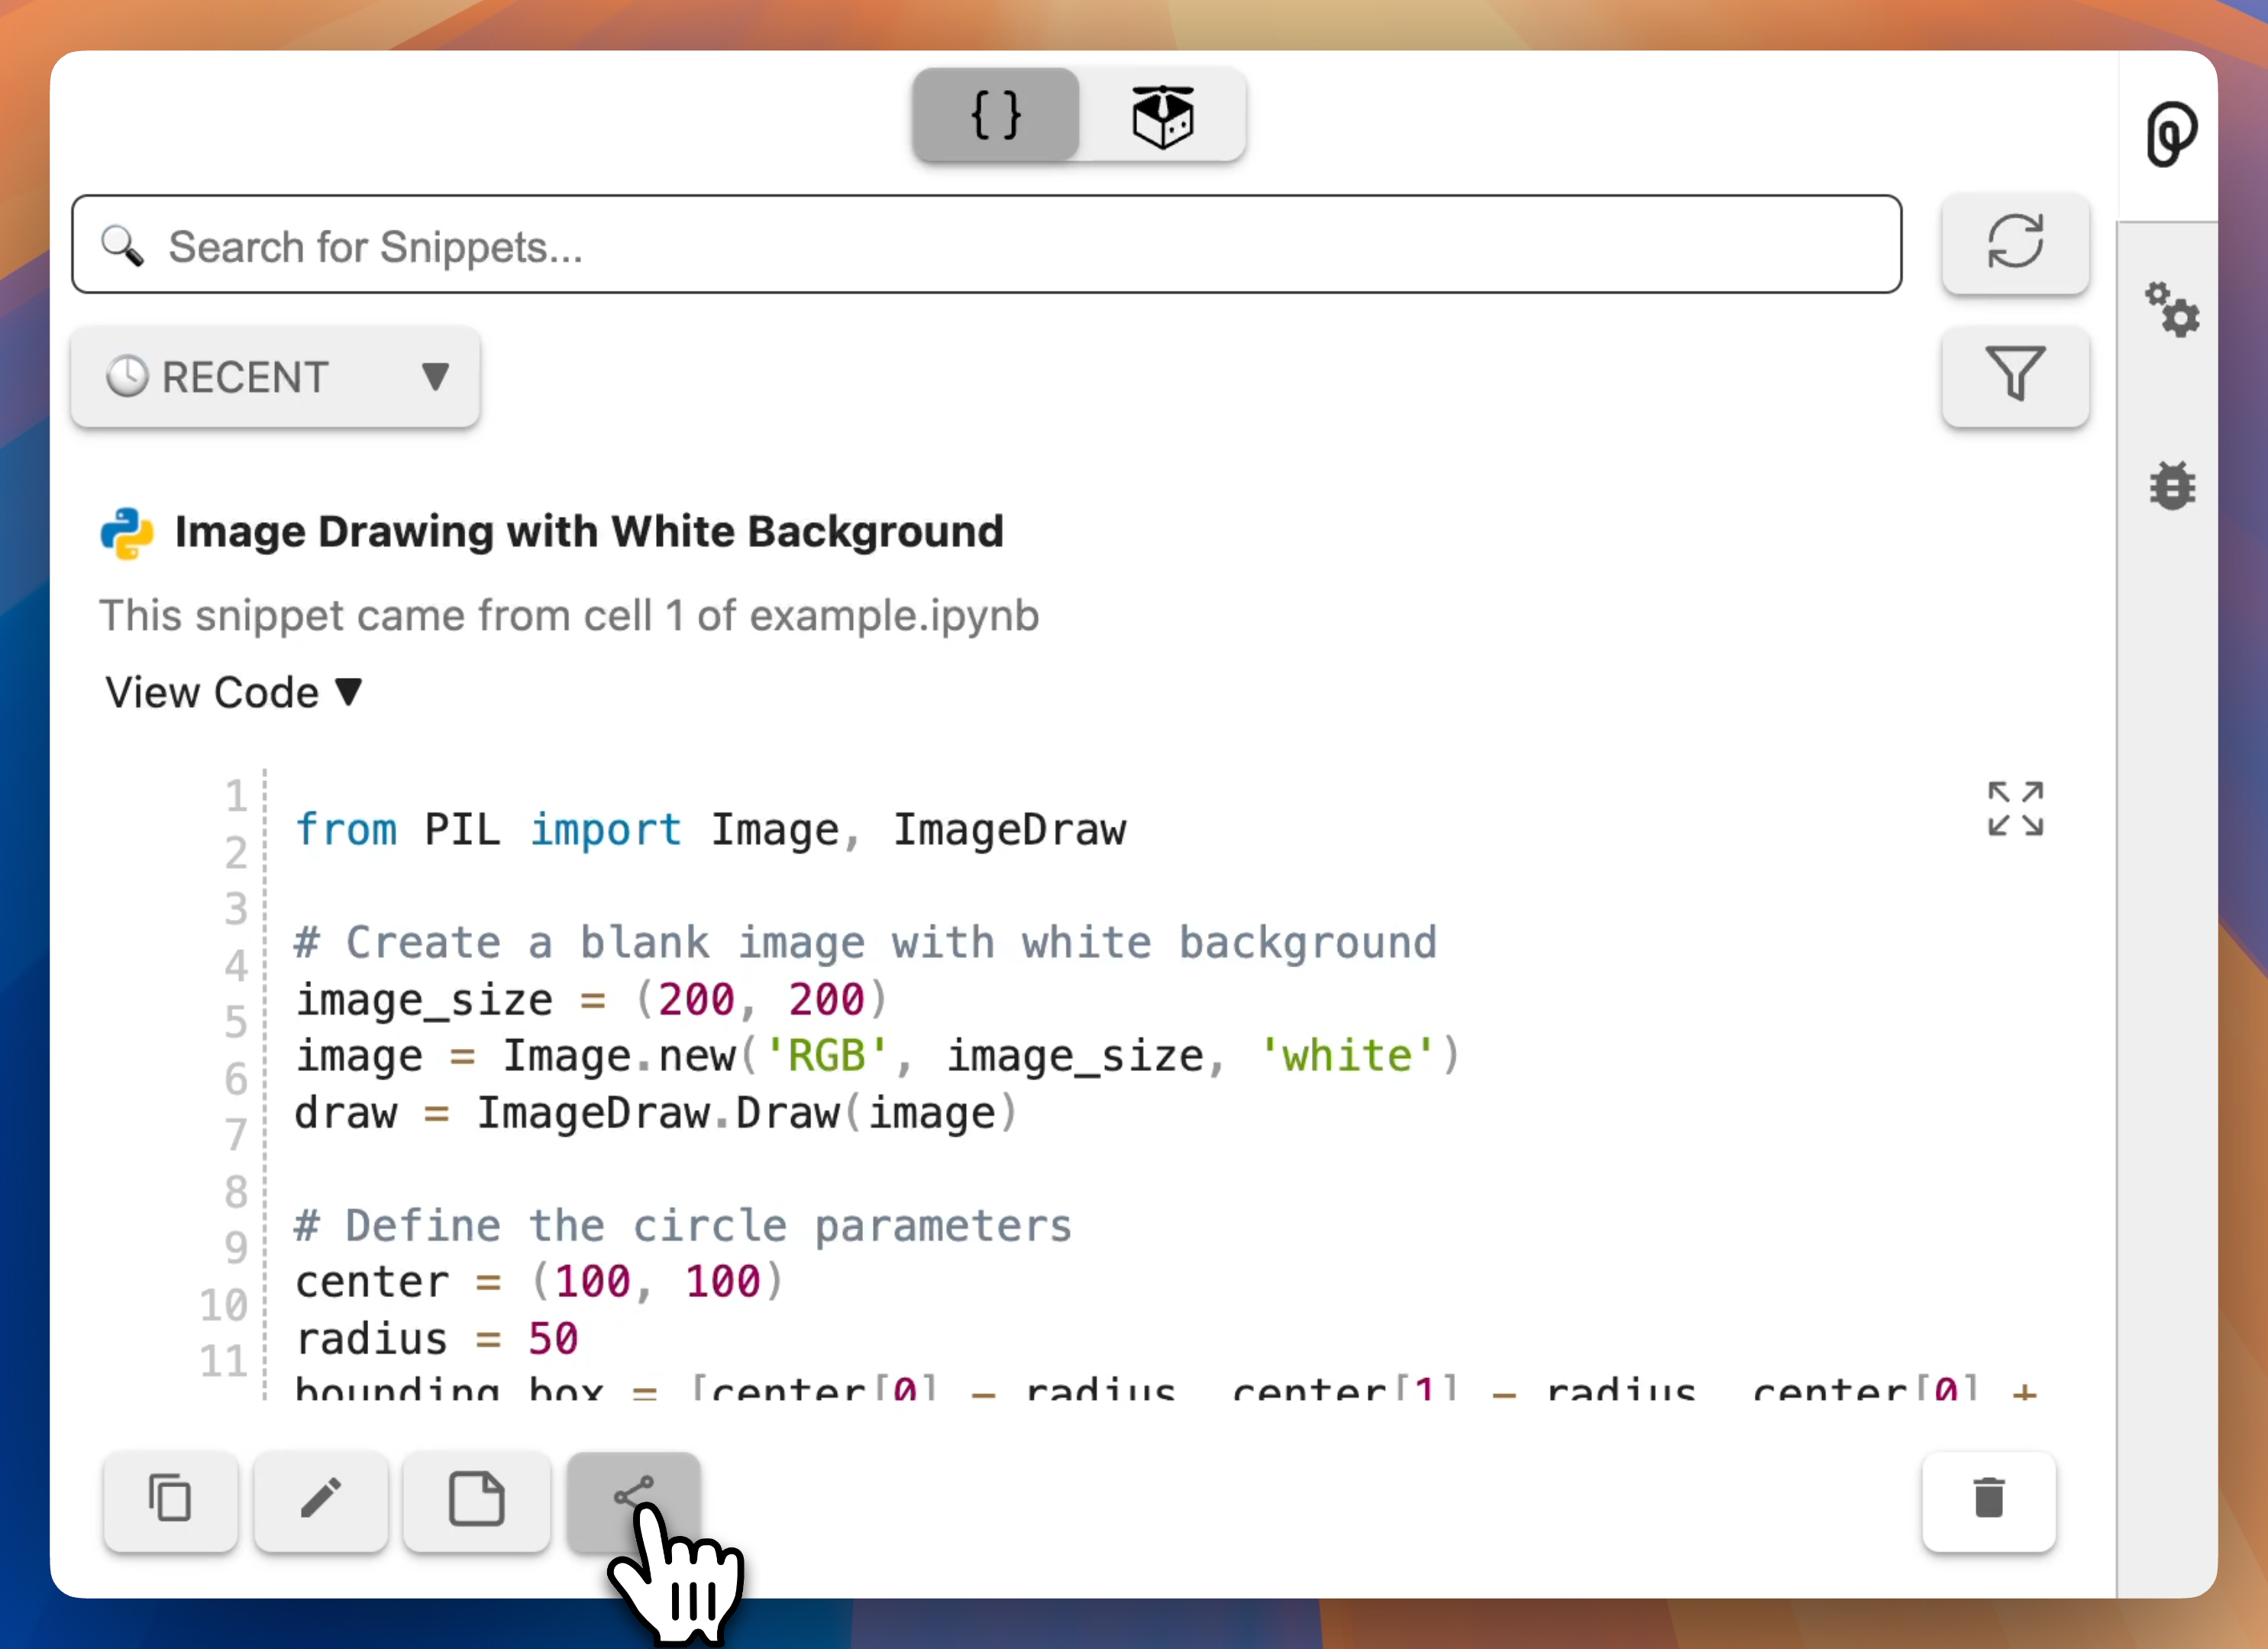 { }
Search for Snippets...
RECENT ▼
Image Drawing with White Background
This snippet came from cell 1 of example.ipynb
View Code ▼
1
2
3
4
5
6
7
8
9
10
11
from PIL import Image, ImageDraw
# Create a blank image with white background
image_size = (200, 200)
image = Image.new('RGB', image_size, 'white')
draw = ImageDraw.Draw(image)
# Define the circle parameters
center = (100, 100)
radius = 50
bounding_box = [center[0] - radius, center[1] - radius, center[0] +